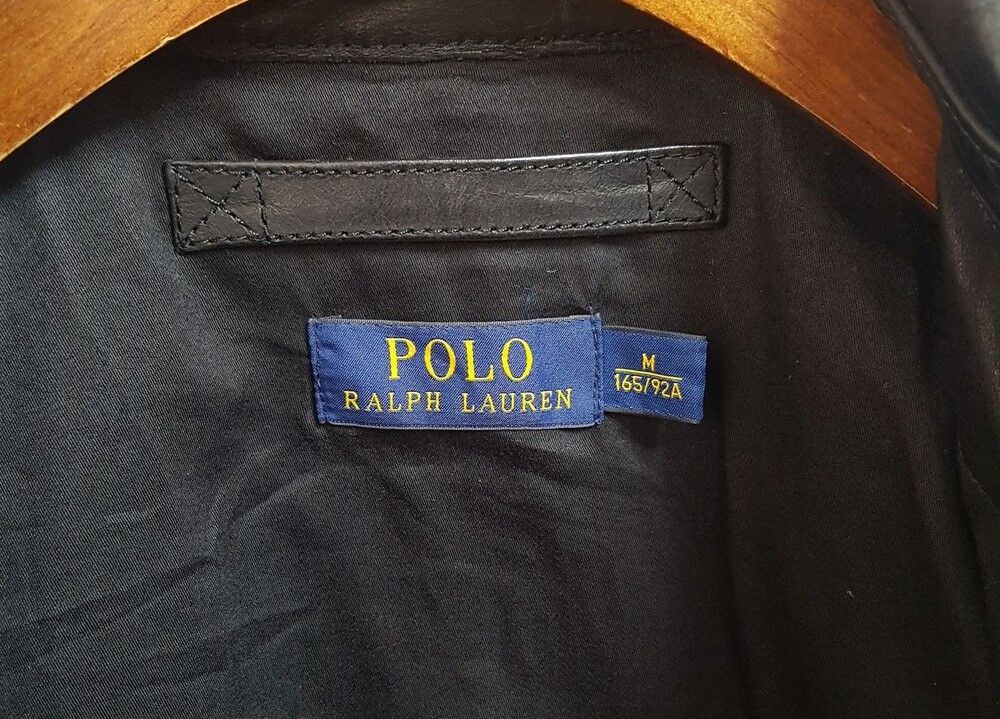 POLO
RALPH LAUREN
M
165/92A